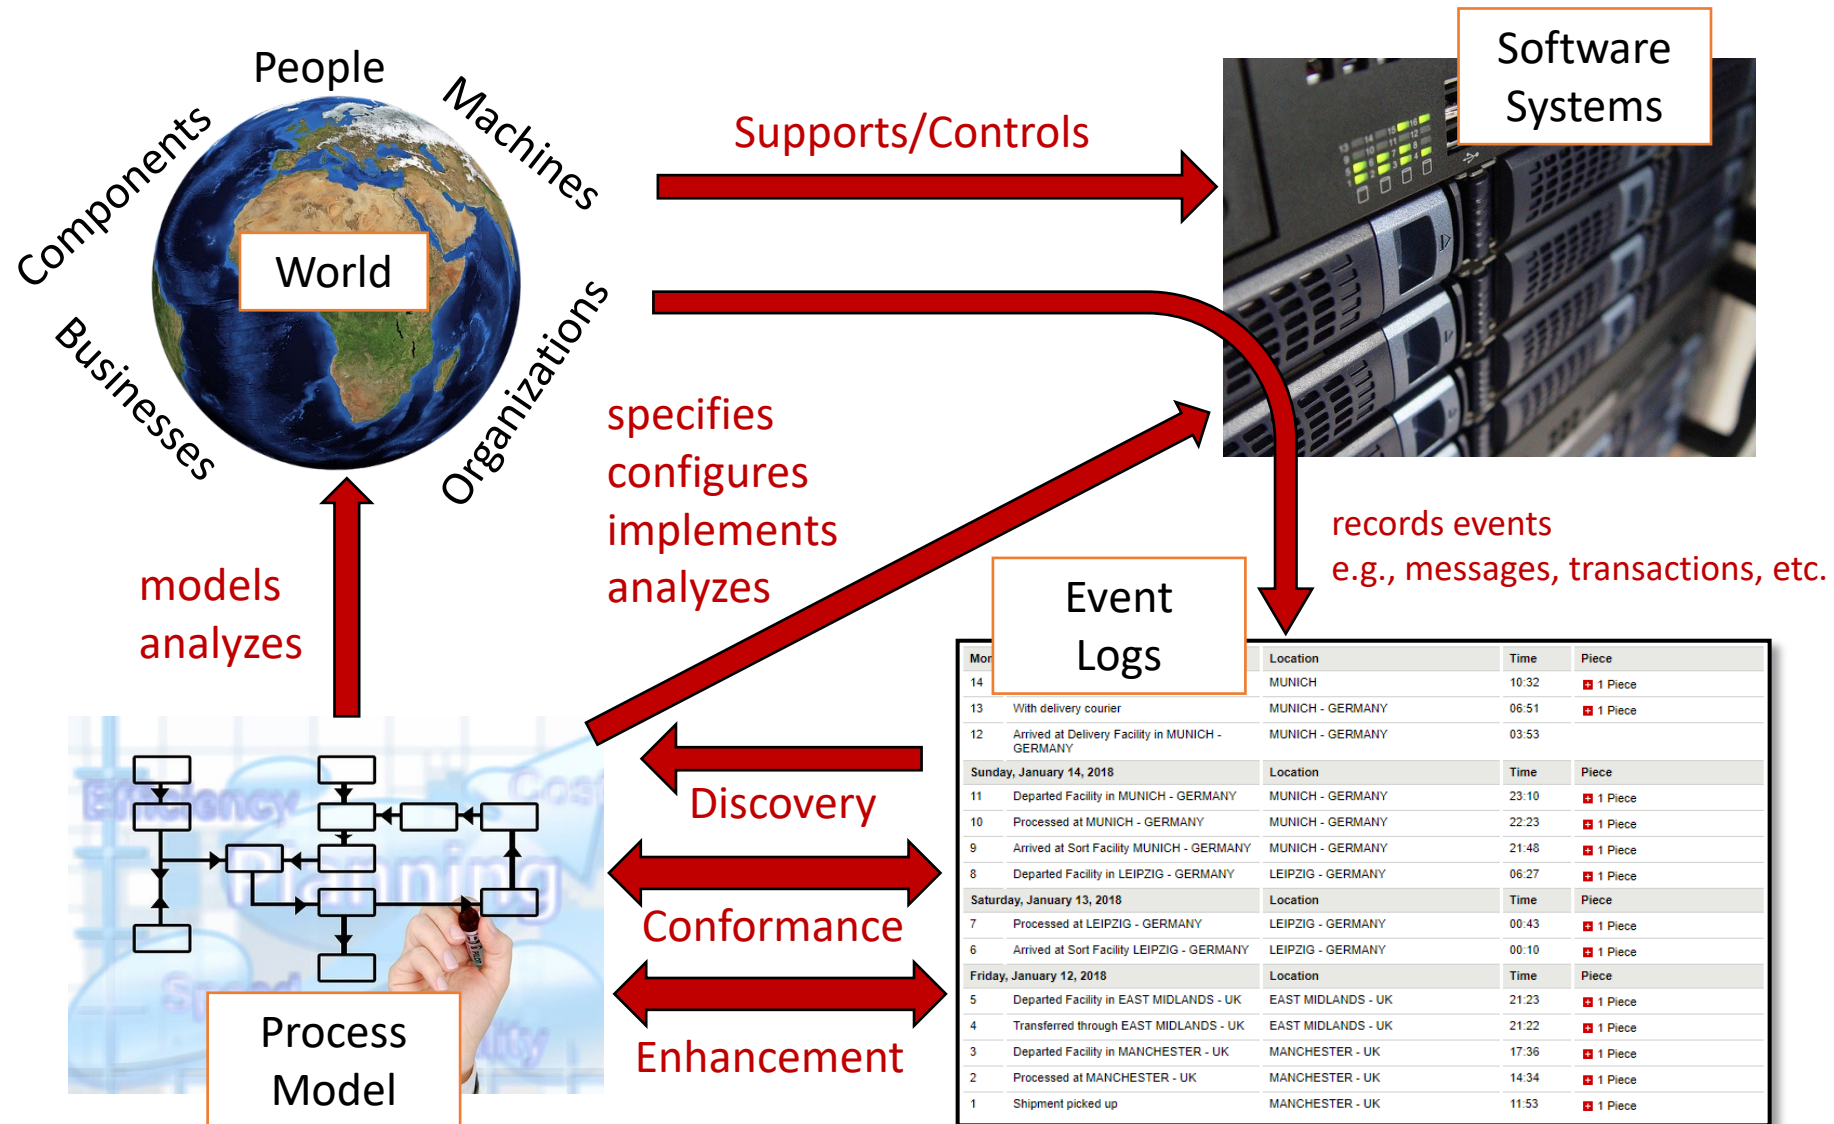 People
Machines
Components
World
Businesses
Organizations
Supports/Controls
Software
Systems
specifies
configures
implements
analyzes
models
analyzes
records events
e.g., messages, transactions, etc.
Event
Logs
Location Time Piece
14 MUNICH 10:32 1 Piece
13 With delivery courier MUNICH - GERMANY 06:51 1 Piece
12 Arrived at Delivery Facility in MUNICH - MUNICH - GERMANY 03:53
GERMANY
Sunday, January 14, 2018 Location Time Piece
11 Departed Facility in MUNICH - GERMANY MUNICH - GERMANY 23:10 1 Piece
10 Processed at MUNICH - GERMANY MUNICH - GERMANY 22:23 1 Piece
9 Arrived at Sort Facility MUNICH - GERMANY MUNICH - GERMANY 21:48 1 Piece
8 Departed Facility in LEIPZIG - GERMANY LEIPZIG - GERMANY 06:27 1 Piece
Saturday, January 13, 2018 Location Time Piece
7 Processed at LEIPZIG - GERMANY LEIPZIG - GERMANY 00:43 1 Piece
6 Arrived at Sort Facility LEIPZIG - GERMANY LEIPZIG - GERMANY 00:10 1 Piece
Friday, January 12, 2018 Location Time Piece
5 Departed Facility in EAST MIDLANDS - UK EAST MIDLANDS - UK 21:23 1 Piece
4 Transferred through EAST MIDLANDS - UK EAST MIDLANDS - UK 21:22 1 Piece
3 Departed Facility in MANCHESTER - UK MANCHESTER - UK 17:36 1 Piece
2 Processed at MANCHESTER - UK MANCHESTER - UK 14:34 1 Piece
1 Shipment picked up MANCHESTER - UK 11:53 1 Piece
Discovery
Conformance
Enhancement
Efficiency
Cost
Planning
Process
Model